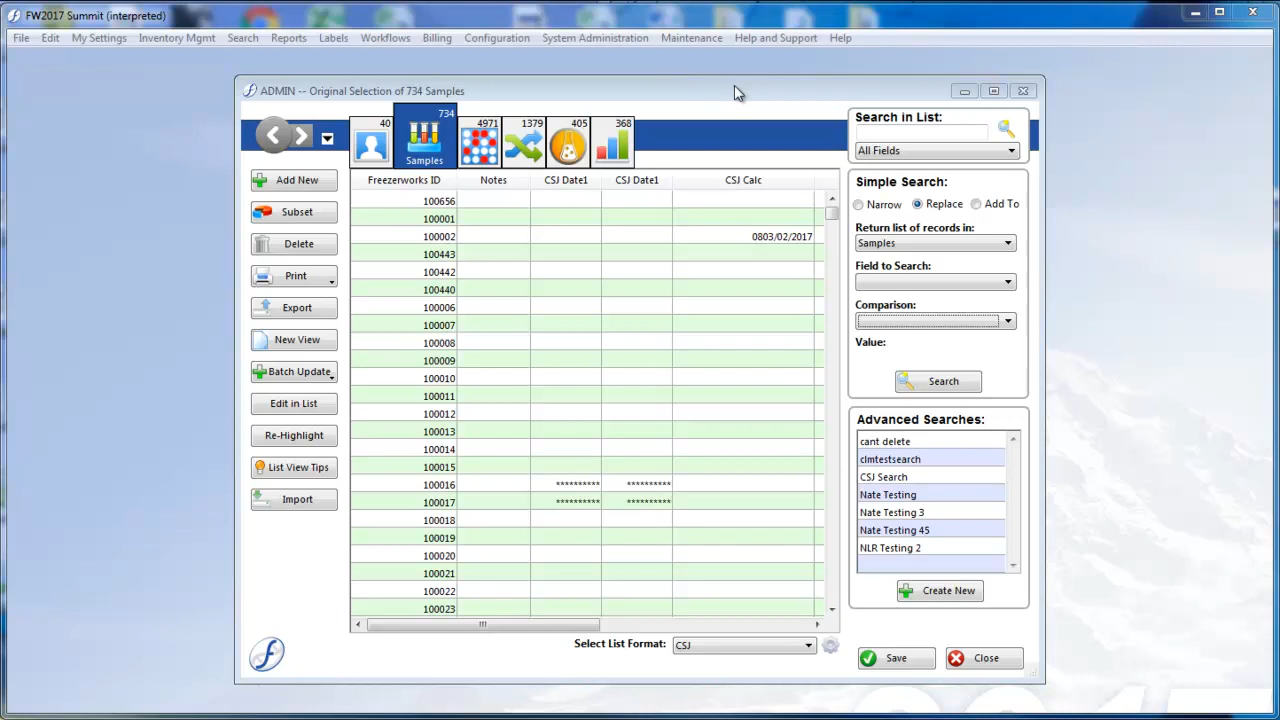 FW2017 Summit (interpreted)
File Edit My Settings Inventory Mgmt Search Reports Labels Workflows Billing Configuration System Administration Maintenance Help and Support Help
ADMIN -- Original Selection of 734 Samples
40 734 4971 1379 405 368
Samples
Search in List:
All Fields
Add New
Subset
Delete
Print
Export
New View
Batch Update
Edit in List
Re-Highlight
List View Tips
Import
Freezerworks ID Notes CSJ Date1 CSJ Date1 CSJ Calc
100656
100001
100002 0803/02/2017
100443
100442
100440
100006
100007
100008
100009
100010
100011
100012
100013
100014
100015
100016 ********** **********
100017 ********** **********
100018
100019
100020
100021
100022
100023
Select List Format: CSJ
Simple Search:
Narrow Replace Add To
Return list of records in:
Samples
Field to Search:
Comparison:
Value:
Search
Advanced Searches:
cant delete
clmtestsearch
CSJ Search
Nate Testing
Nate Testing 3
Nate Testing 45
NLR Testing 2
Create New
Save Close